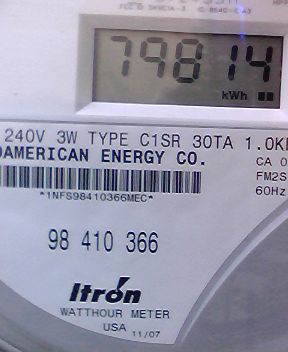 79814
kWh
240V 3W TYPE C1SR 30TA 1.0K
AMERICAN ENERGY CO.
CA 0
FM2S
60Hz
*1NFS98410366MEC*
98 410 366
Itrón
WATTHOUR METER
USA 11/07